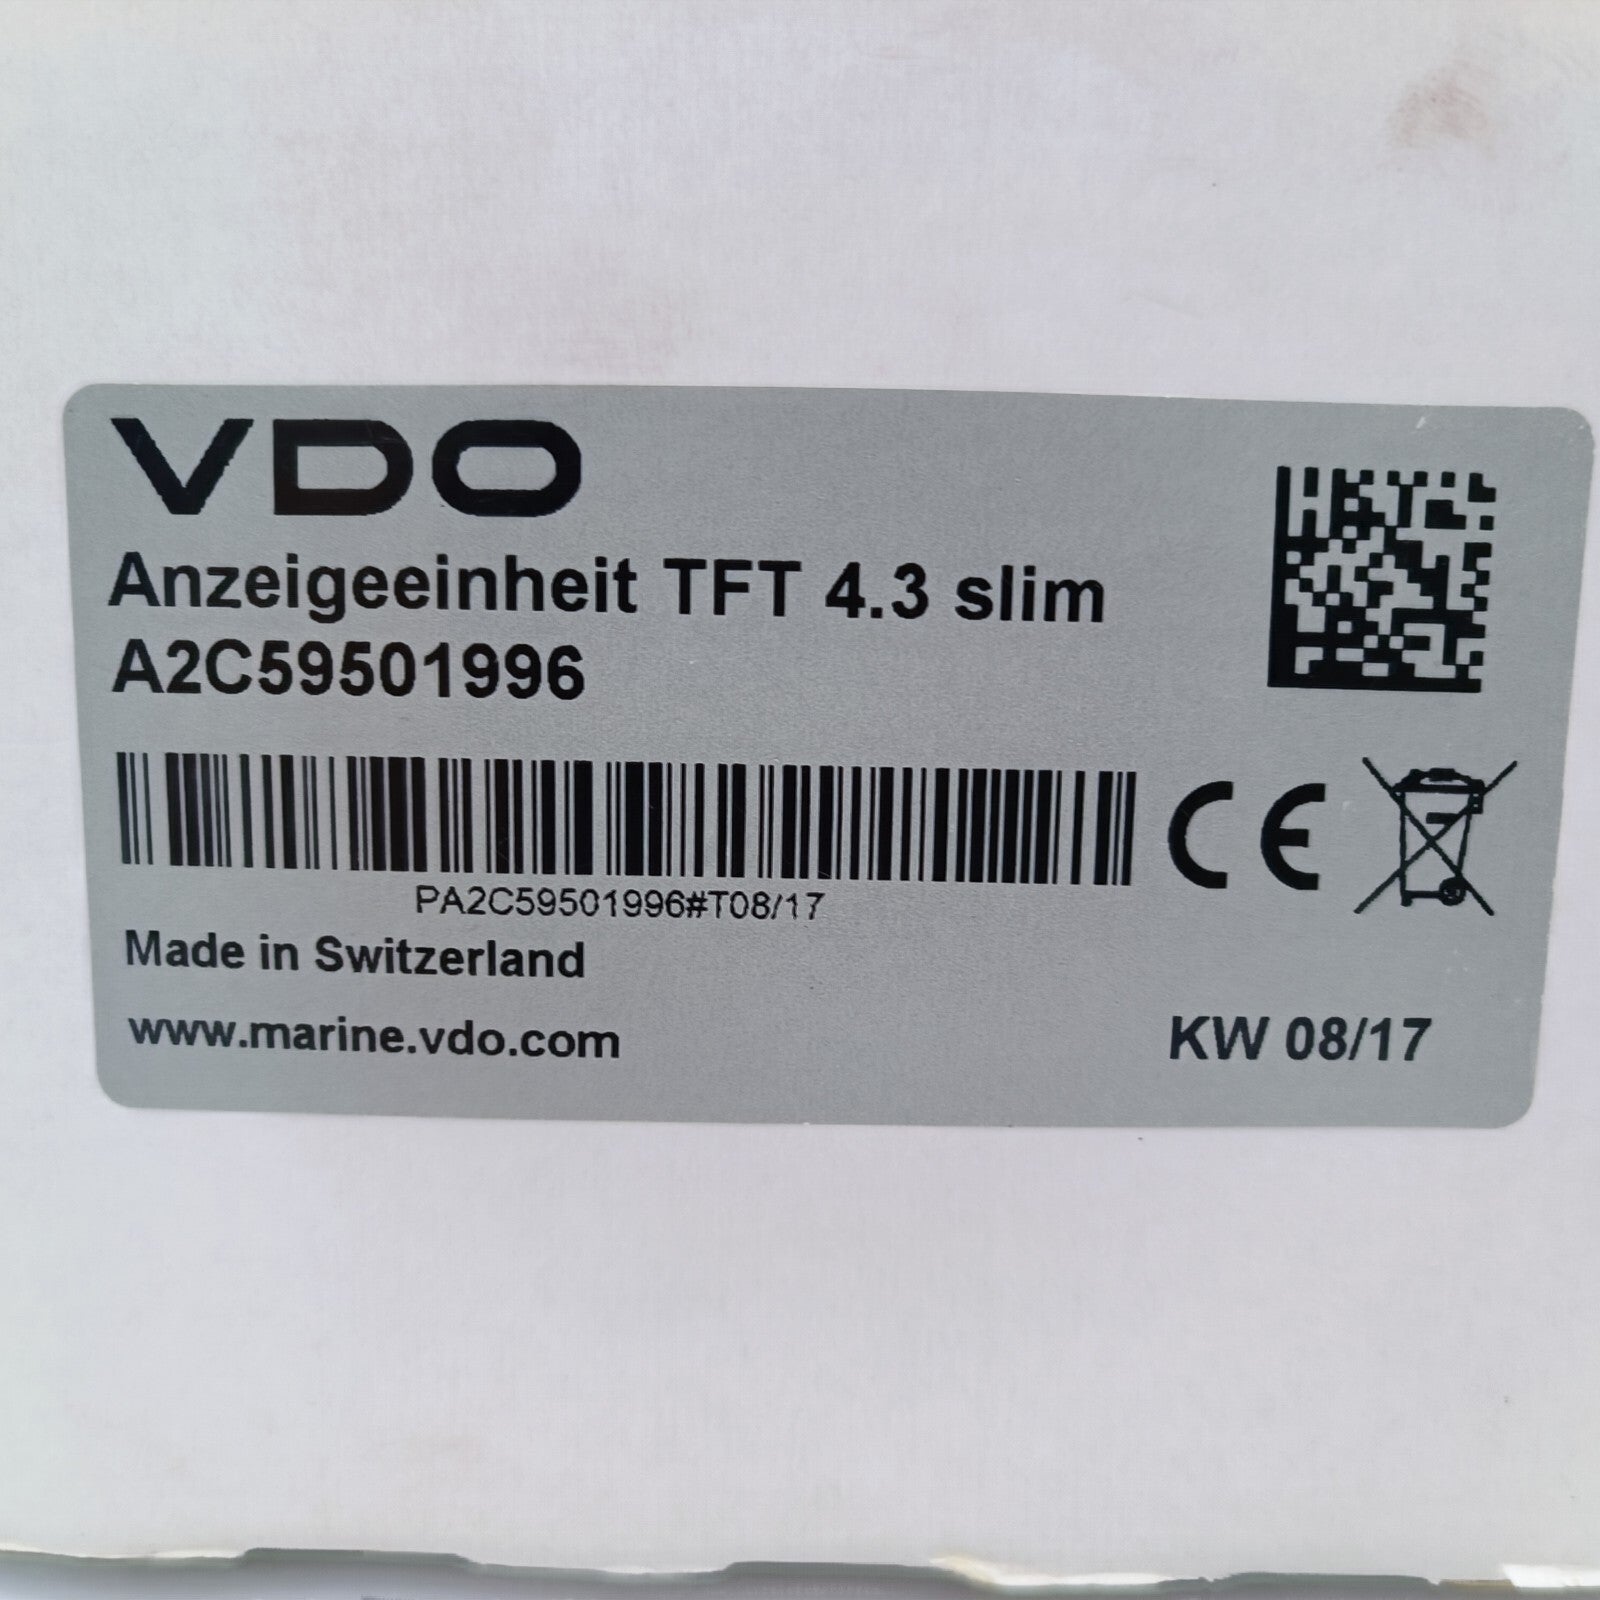 VDO
Anzeigeeinheit TFT 4.3 slim
A2C59501996
PA2C59501996#T08/17
CE
Made in Switzerland
www.marine.vdo.com
KW 08/17